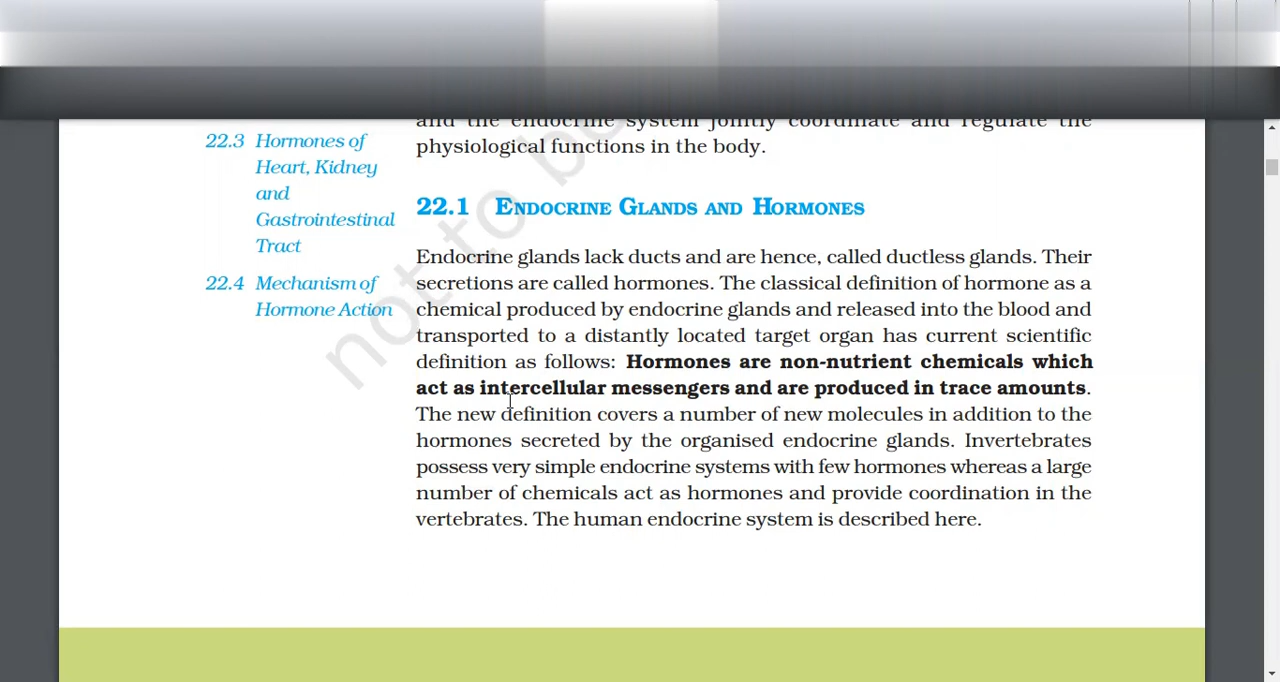 and the endocrine system jointly coordinate and regulate the
physiological functions in the body.
22.3 Hormones of
Heart, Kidney
and
Gastrointestinal
Tract
22.4 Mechanism of
Hormone Action
22.1 ENDOCRINE GLANDS AND HORMONES
Endocrine glands lack ducts and are hence, called ductless glands. Their
secretions are called hormones. The classical definition of hormone as a
chemical produced by endocrine glands and released into the blood and
transported to a distantly located target organ has current scientific
definition as follows: Hormones are non-nutrient chemicals which
act as intercellular messengers and are produced in trace amounts.
The new definition covers a number of new molecules in addition to the
hormones secreted by the organised endocrine glands. Invertebrates
possess very simple endocrine systems with few hormones whereas a large
number of chemicals act as hormones and provide coordination in the
vertebrates. The human endocrine system is described here.
not to be